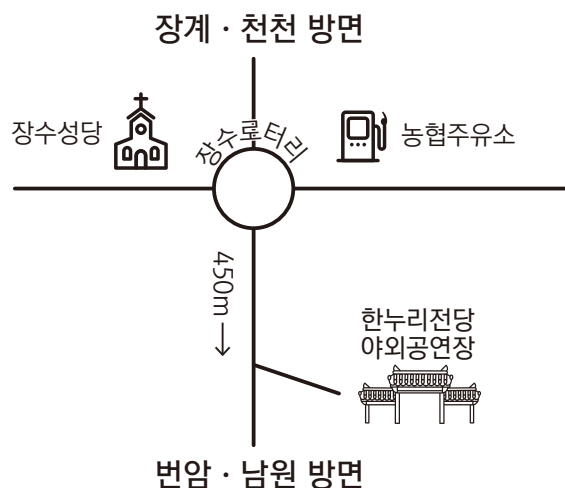 장계 · 천천 방면
장수성당
장수로터리
농협주유소
450m →
한누리전당
야외공연장
번암 · 남원 방면